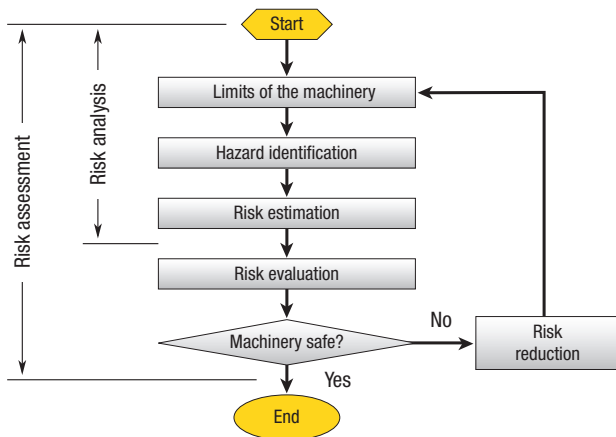 Start
Limits of the machinery
Hazard identification
Risk estimation
Risk evaluation
Machinery safe?
No
Risk
reduction
Yes
End
Risk analysis
Risk assessment